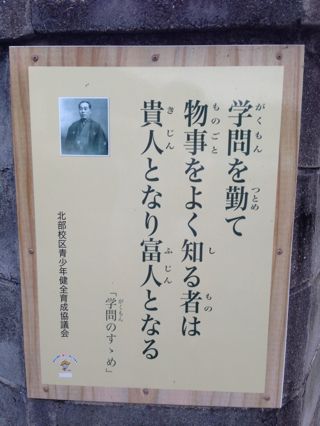 学問を勤て
物事をよく知る者は
貴人となり富人となる
「学問のすゝめ」
北部校区青少年健全育成協議会